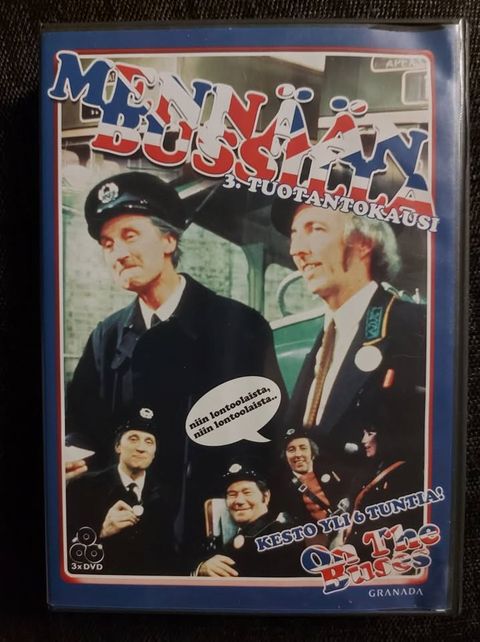 MENNÄÄN
BUSSILLA
3. TUOTANTOKAUSI
niin lontoolaista,
niin lontoolaista..
KESTO YLI 6 TUNTIA!
On The
Buses
3xDVD
GRANADA